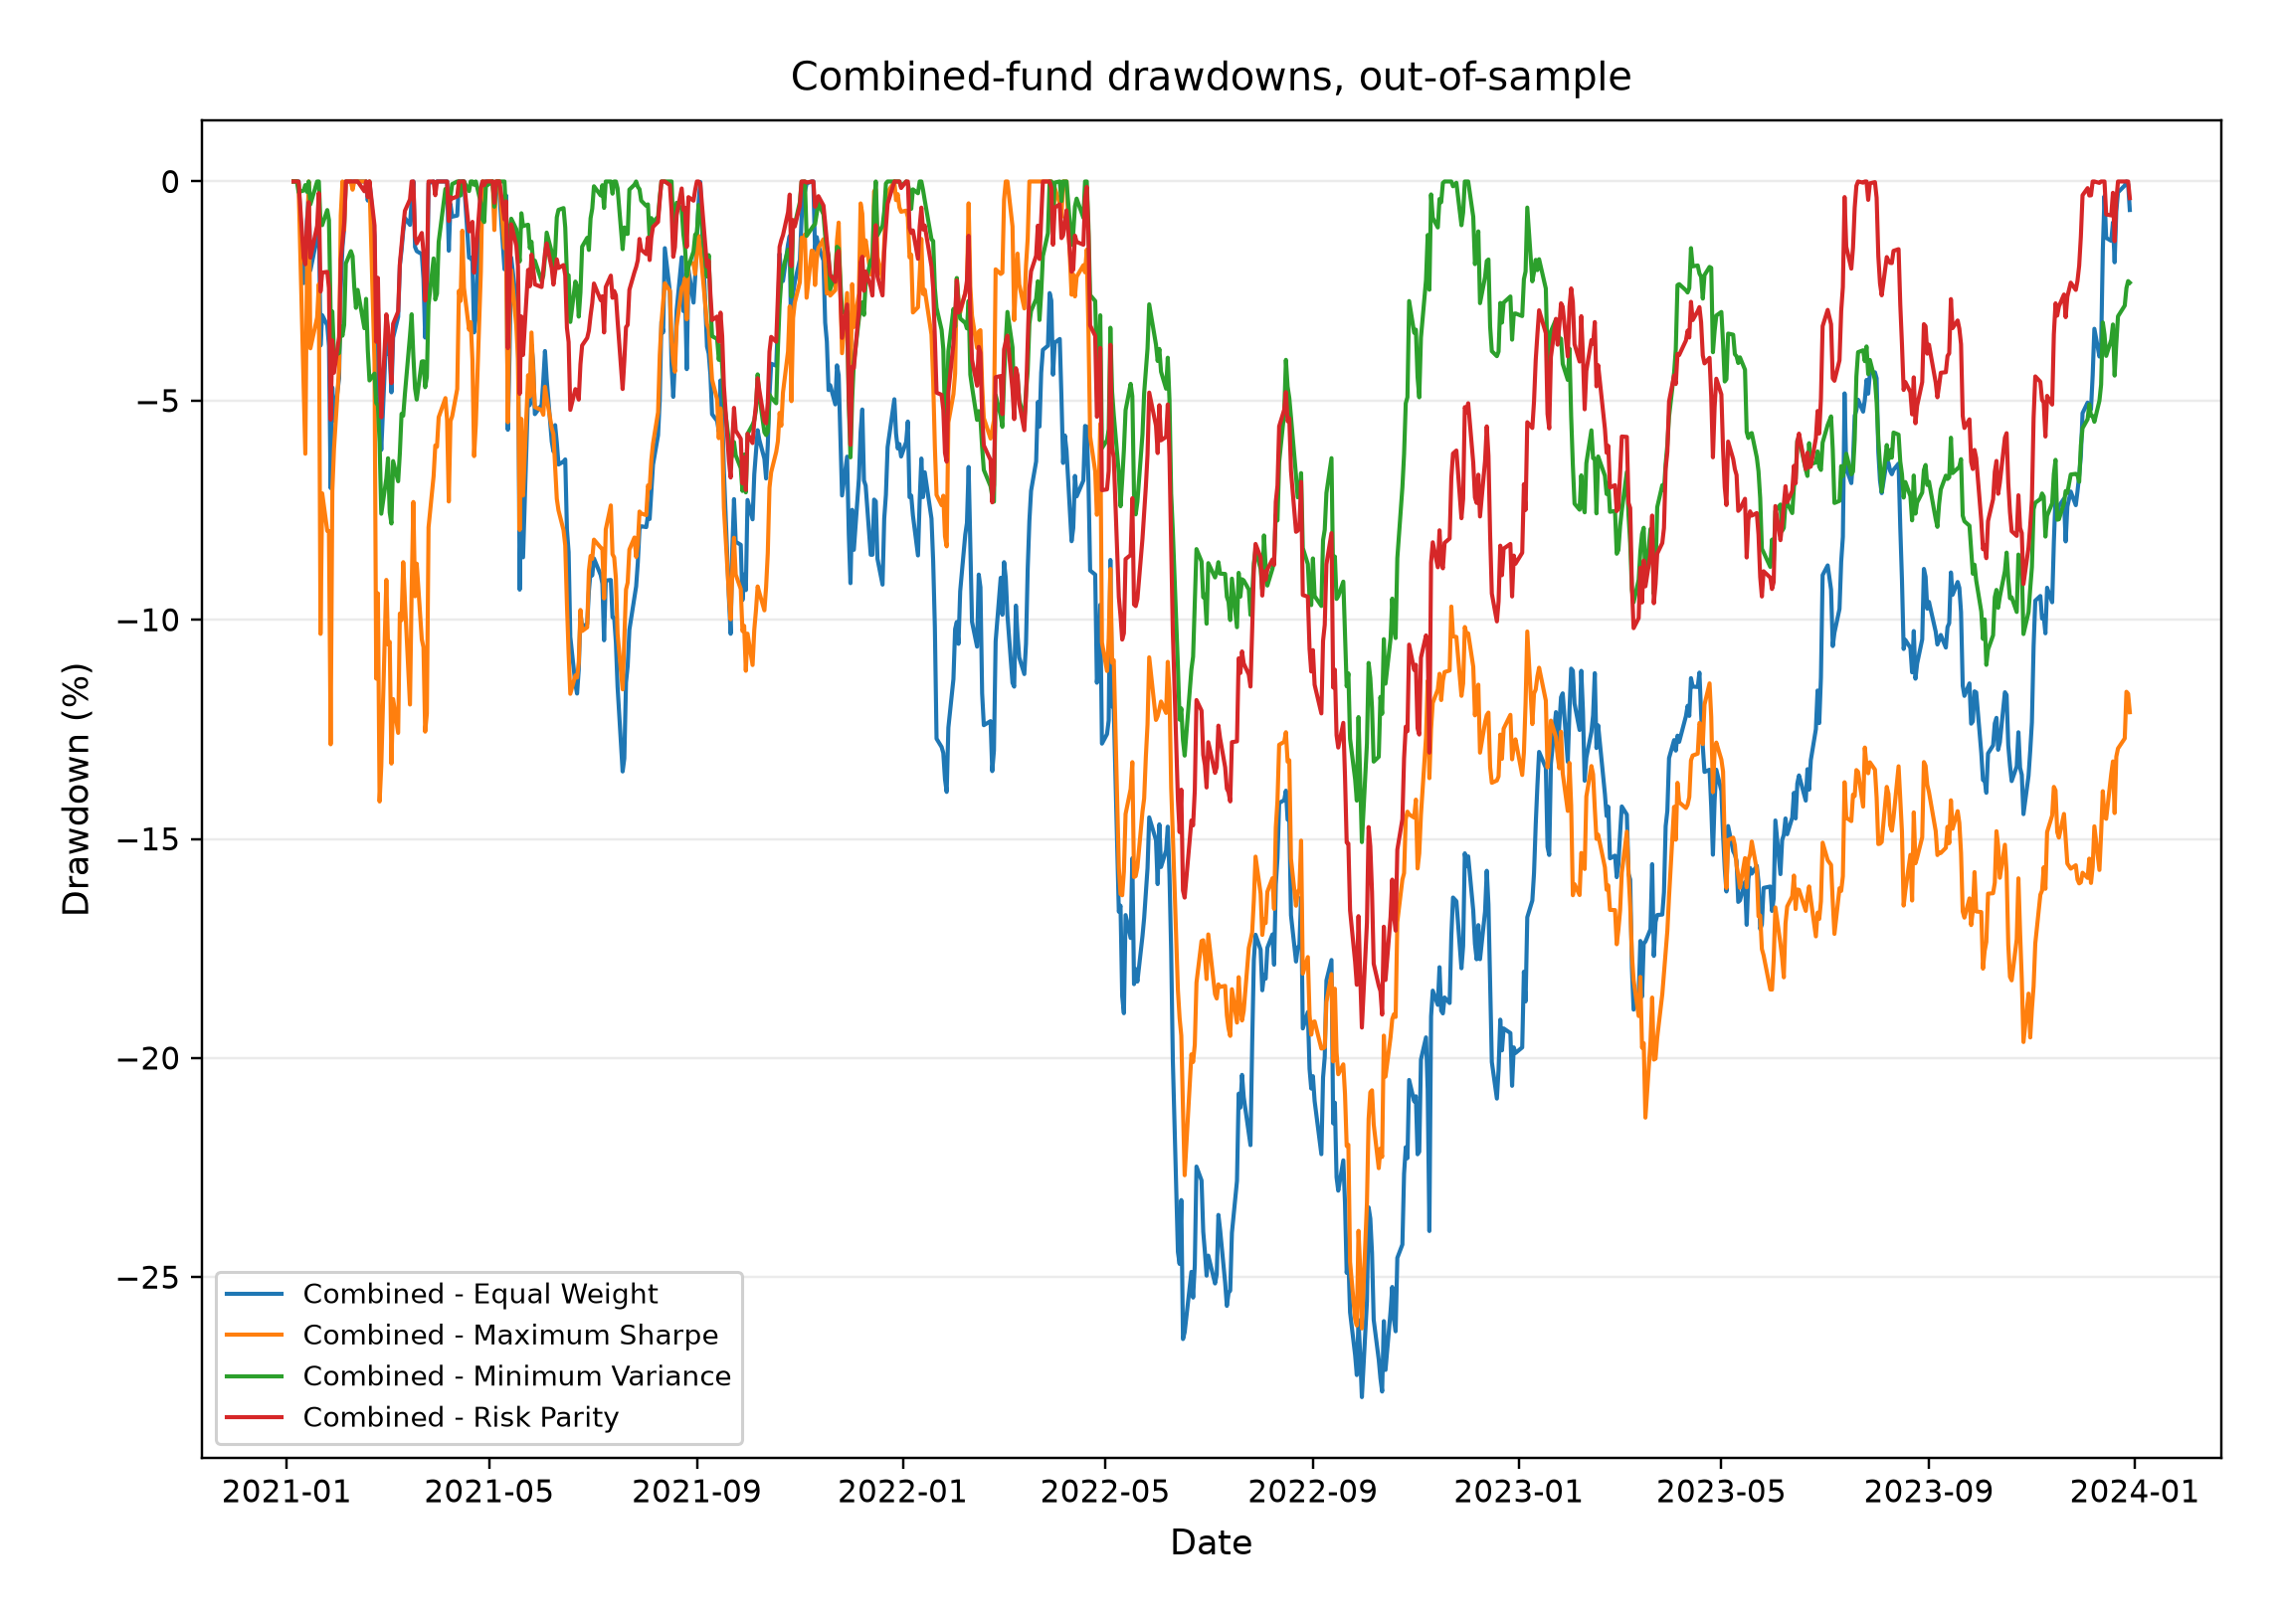 Combined-fund drawdowns, out-of-sample
0
−5
−10
−15
−20
−25
Drawdown (%)
Combined - Equal Weight
Combined - Maximum Sharpe
Combined - Minimum Variance
Combined - Risk Parity
2021-01 2021-05 2021-09 2022-01 2022-05 2022-09 2023-01 2023-05 2023-09 2024-01
Date